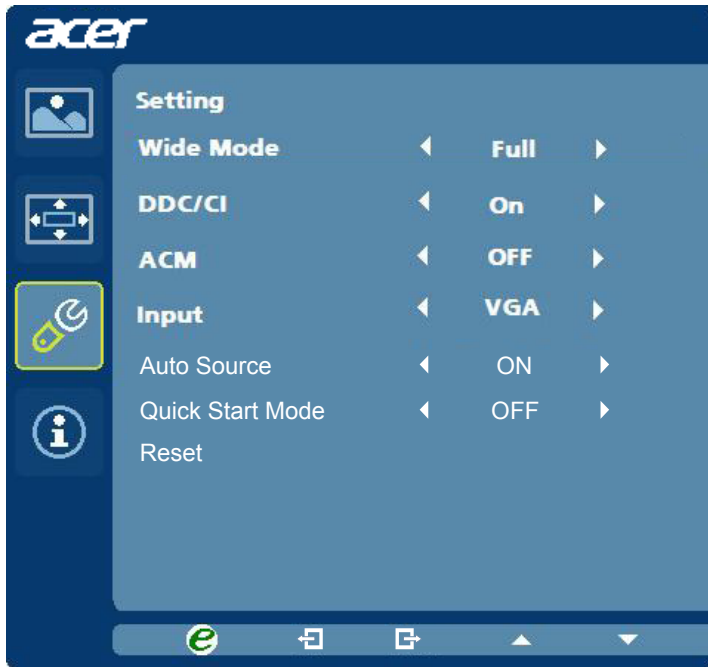 acer
Setting
Wide Mode Full
DDC/CI On
ACM OFF
Input VGA
Auto Source ON
Quick Start Mode OFF
Reset
e